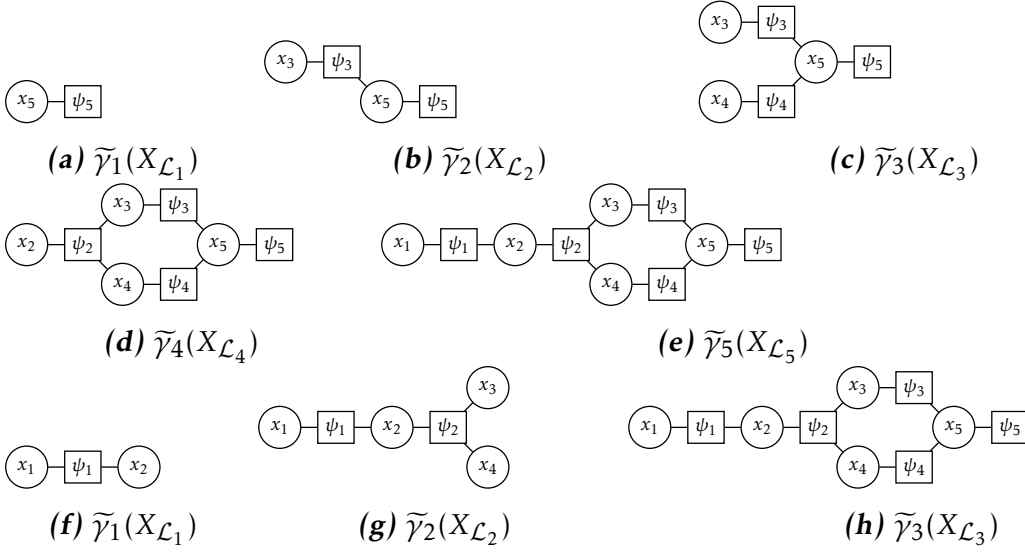 x₃ ψ₃
x₃ ψ₃
x₅ ψ₅
x₅ ψ₅
x₅ ψ₅
x₄ ψ₄
(a) γ̃₁(X_{ℒ₁})
(b) γ̃₂(X_{ℒ₂})
(c) γ̃₃(X_{ℒ₃})
x₃ ψ₃
x₂ ψ₂ x₅ ψ₅
x₄ ψ₄
x₃ ψ₃
x₁ ψ₁ x₂ ψ₂ x₅ ψ₅
x₄ ψ₄
(d) γ̃₄(X_{ℒ₄})
(e) γ̃₅(X_{ℒ₅})
x₁ ψ₁ x₂
x₃
x₁ ψ₁ x₂ ψ₂
x₄
x₃ ψ₃
x₁ ψ₁ x₂ ψ₂ x₅ ψ₅
x₄ ψ₄
(f) γ̃₁(X_{ℒ₁})
(g) γ̃₂(X_{ℒ₂})
(h) γ̃₃(X_{ℒ₃})